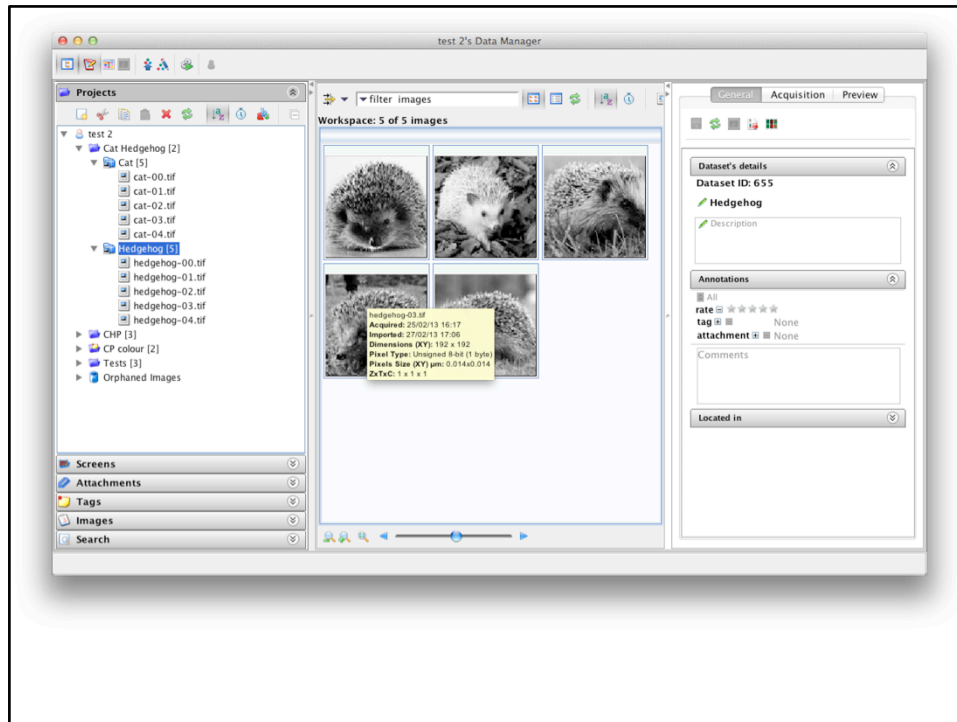 test 2's Data Manager
Projects
test 2
Cat Hedgehog [2]
Cat [5]
cat-00.tif
cat-01.tif
cat-02.tif
cat-03.tif
cat-04.tif
Hedgehog [5]
hedgehog-00.tif
hedgehog-01.tif
hedgehog-02.tif
hedgehog-03.tif
hedgehog-04.tif
CHP [3]
CP colour [2]
Tests [3]
Orphaned Images
Screens
Attachments
Tags
Images
Search
filter images
Workspace: 5 of 5 images
hedgehog-03.tif
Acquired: 25/02/13 16:17
Imported: 27/02/13 17:06
Dimensions (XY): 192 x 192
Pixel Type: Unsigned 8-bit (1 byte)
Pixels Size (XY) µm: 0.014x0.014
ZxTxC: 1 x 1 x 1
General Acquisition Preview
Dataset's details
Dataset ID: 655
Hedgehog
Description
Annotations
All
rate
tag None
attachment None
Comments
Located in